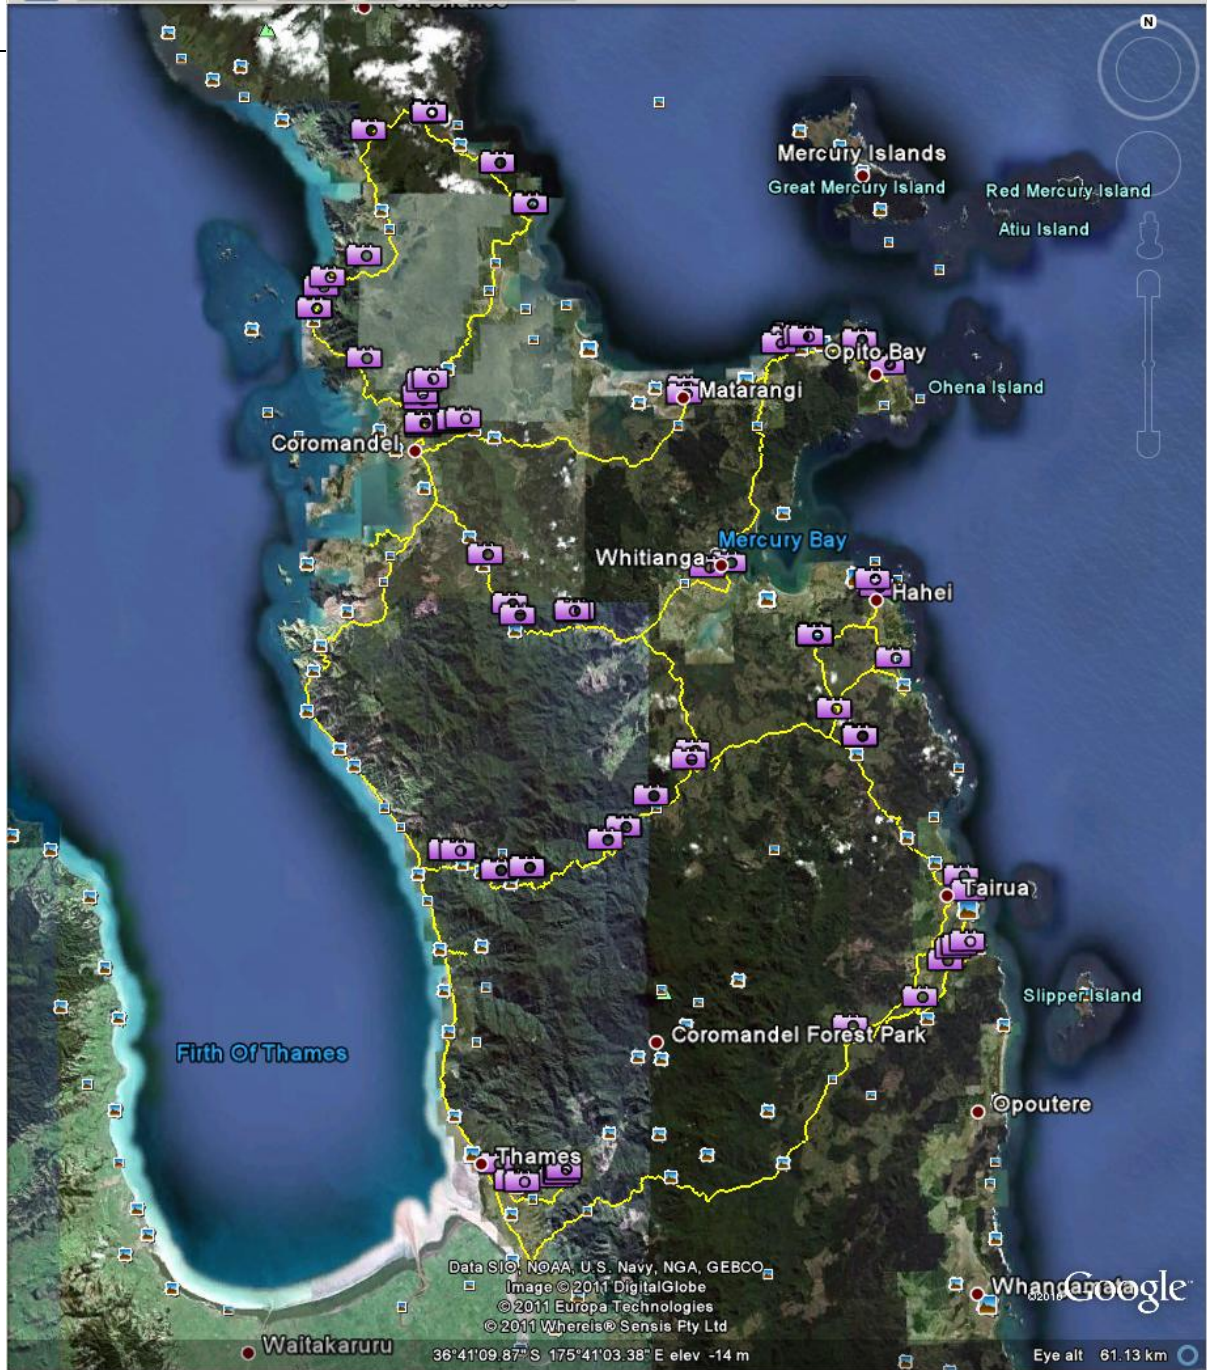 N
Mercury Islands
Great Mercury Island
Red Mercury Island
Atiu Island
Opito Bay
Ohena Island
Matarangi
Coromandel
Mercury Bay
Whitianga
Hahei
Tairua
Slipper Island
Coromandel Forest Park
Firth Of Thames
Opoutere
Thames
Data SIO, NOAA, U.S. Navy, NGA, GEBCO
Image © 2011 DigitalGlobe
© 2011 Europa Technologies
© 2011 Whereis® Sensis Pty Ltd
Whangamata
©2010 Google
Waitakaruru
36°41'09.87" S 175°41'03.38" E elev -14 m
Eye alt 61.13 km